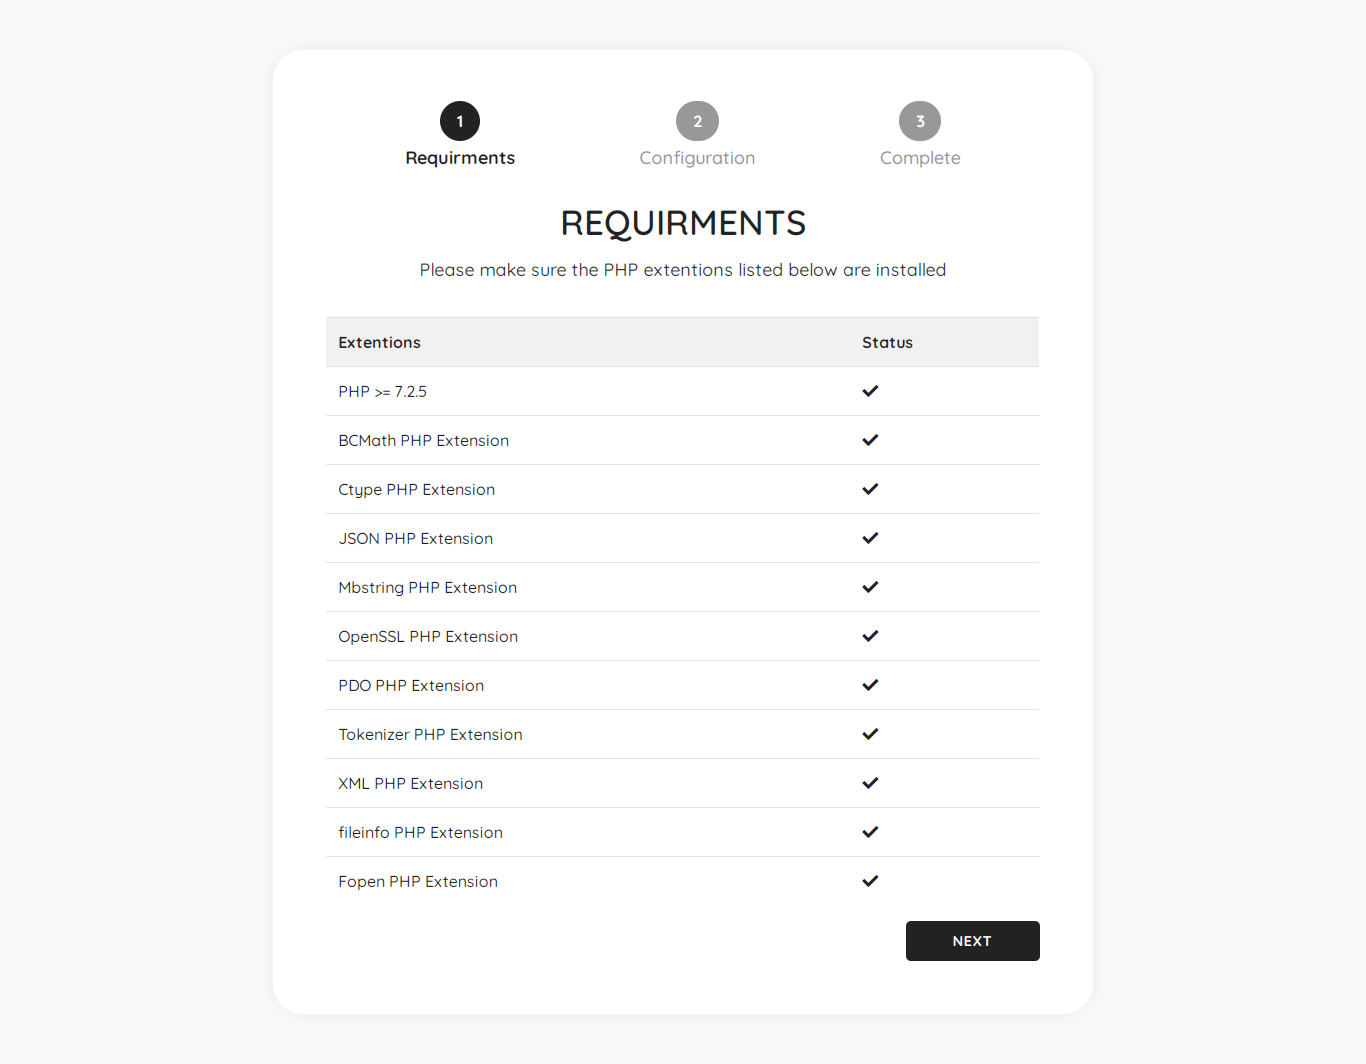 1 2 3
Requirments Configuration Complete
REQUIRMENTS
Please make sure the PHP extentions listed below are installed
Extentions Status
PHP >= 7.2.5
BCMath PHP Extension
Ctype PHP Extension
JSON PHP Extension
Mbstring PHP Extension
OpenSSL PHP Extension
PDO PHP Extension
Tokenizer PHP Extension
XML PHP Extension
fileinfo PHP Extension
Fopen PHP Extension
NEXT